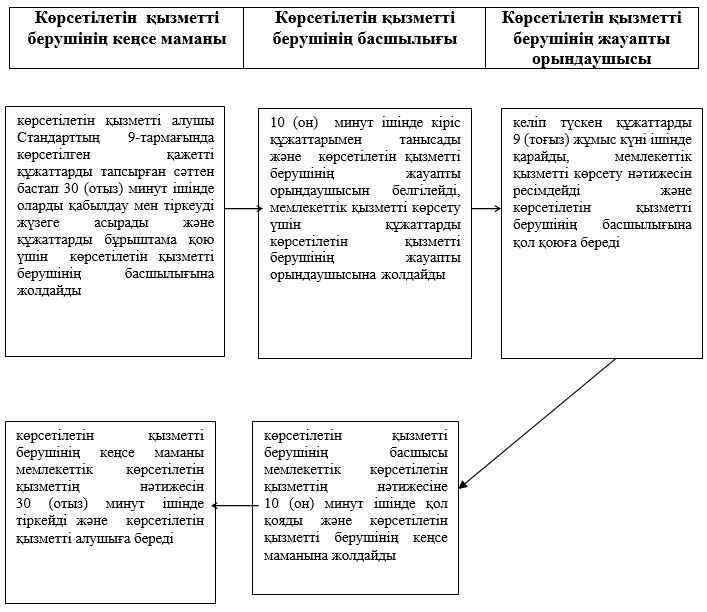 Көрсетілетін қызметті
берушінің кеңсе маманы
Көрсетілетін қызметті
берушінің басшылығы
Көрсетілетін қызметті
берушінің жауапты
орындаушысы
көрсетілетін қызметті алушы
Стандарттың 9-тармағында
көрсетілген қажетті
құжаттарды тапсырған сәттен
бастап 30 (отыз) минут ішінде
оларды қабылдау мен тіркеуді
жүзеге асырады және
құжаттарды бұрыштама қою
үшін көрсетілетін қызметті
берушінің басшылығына
жолдайды
10 (он) минут ішінде кіріс
құжаттарымен танысады
және көрсетілетін қызметті
берушінің жауапты
орындаушысын белгілейді,
мемлекеттік қызметті көрсету
үшін құжаттарды
көрсетілетін қызметті
берушінің жауапты
орындаушысына жолдайды
келіп түскен құжаттарды
9 (тоғыз) жұмыс күні ішінде
қарайды, мемлекеттік
қызметті көрсету нәтижесін
ресімдейді және
көрсетілетін қызметті
берушінің басшылығына
қол қоюға береді
көрсетілетін қызметті
берушінің кеңсе маманы
мемлекеттік көрсетілетін
қызметтің нәтижесін
30 (отыз) минут ішінде
тіркейді және көрсетілетін
қызметті алушыға береді
көрсетілетін қызметті
берушінің басшысы
мемлекеттік көрсетілетін
қызметтің нәтижесіне
10 (он) минут ішінде қол
қояды және көрсетілетін
қызметті берушінің кеңсе
маманына жолдайды